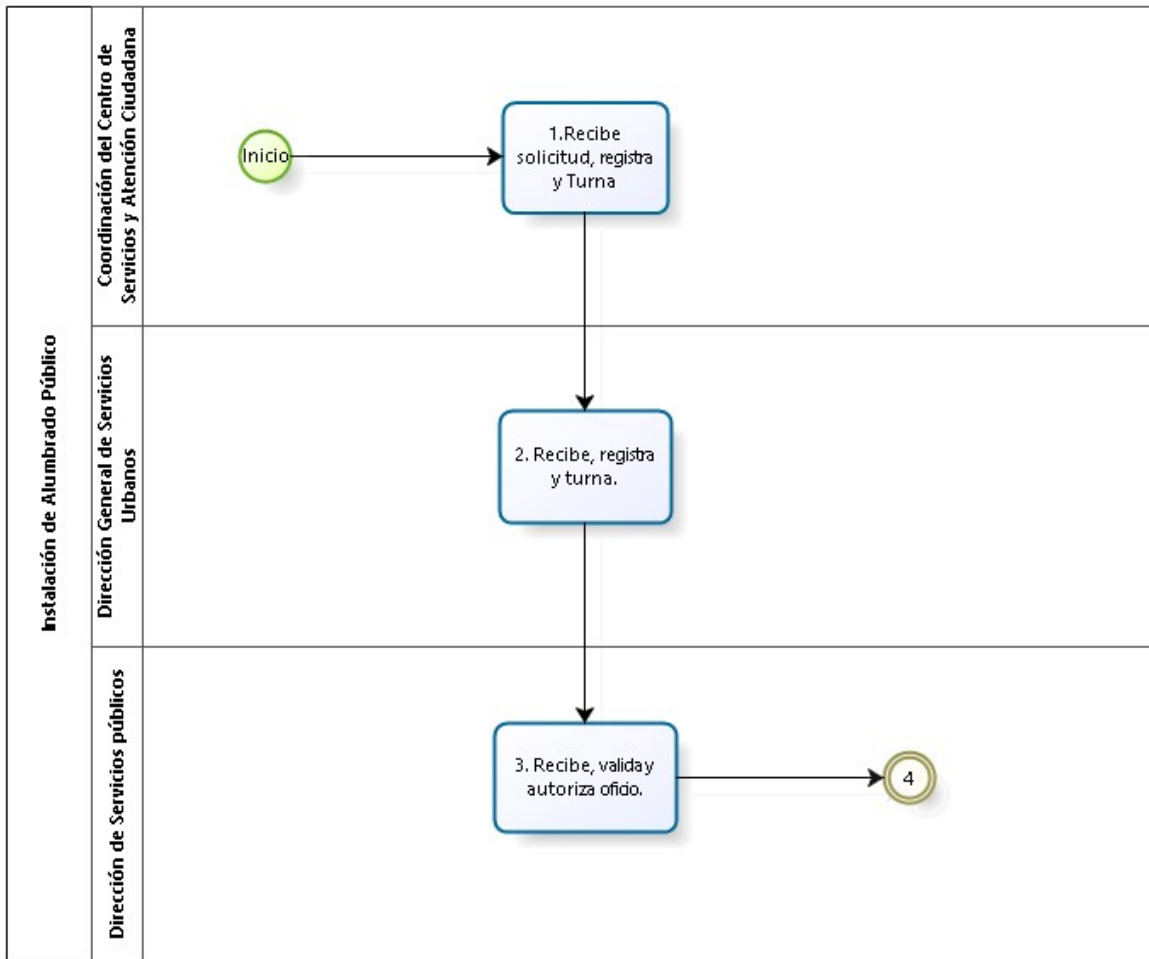 Instalación de Alumbrado Público
Coordinación del Centro de
Servicios y Atención Ciudadana
Inicio
1.Recibe
solicitud, registra
y Turna
Dirección General de Servicios
Urbanos
2. Recibe, registra
y turna.
Dirección de Servicios públicos
3. Recibe, valida y
autoriza oficio.
4